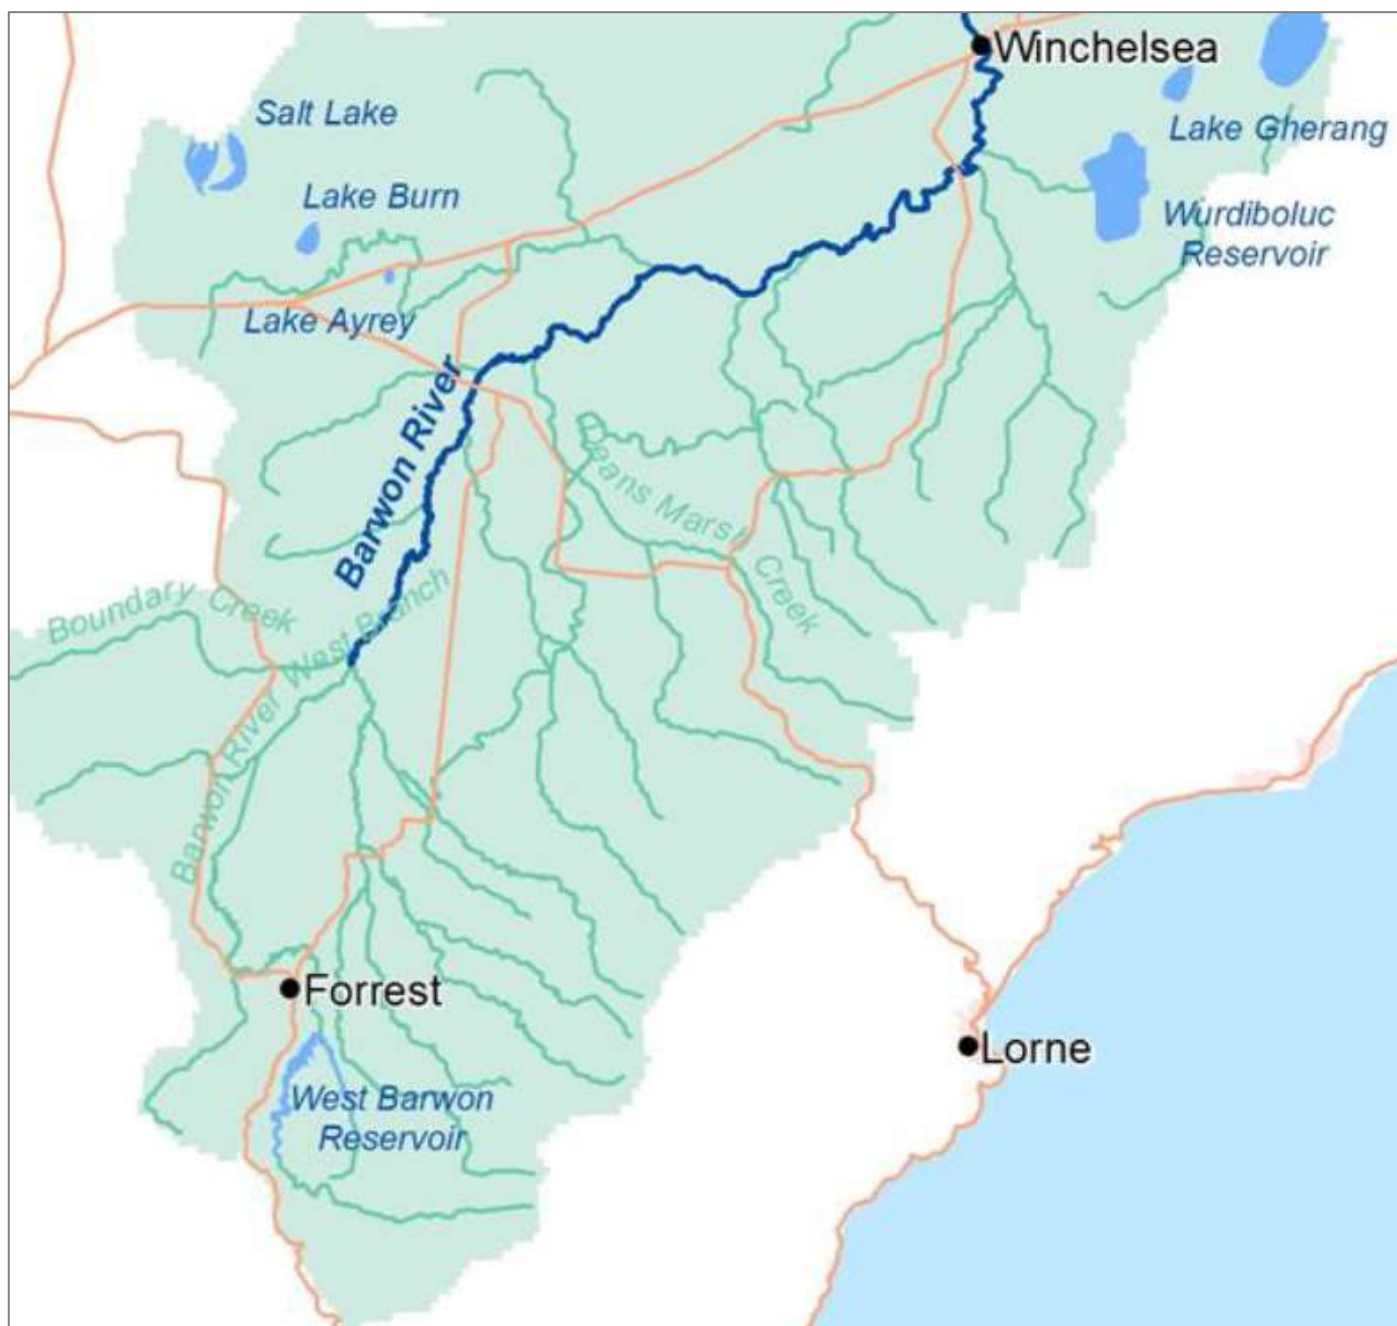 Winchelsea
Salt Lake
Lake Gherang
Lake Burn
Wurdiboluc
Reservoir
Lake Ayrey
Barwon River
Deans Marsh Creek
Boundary Creek
Barwon River West Branch
Forrest
Lorne
West Barwon
Reservoir